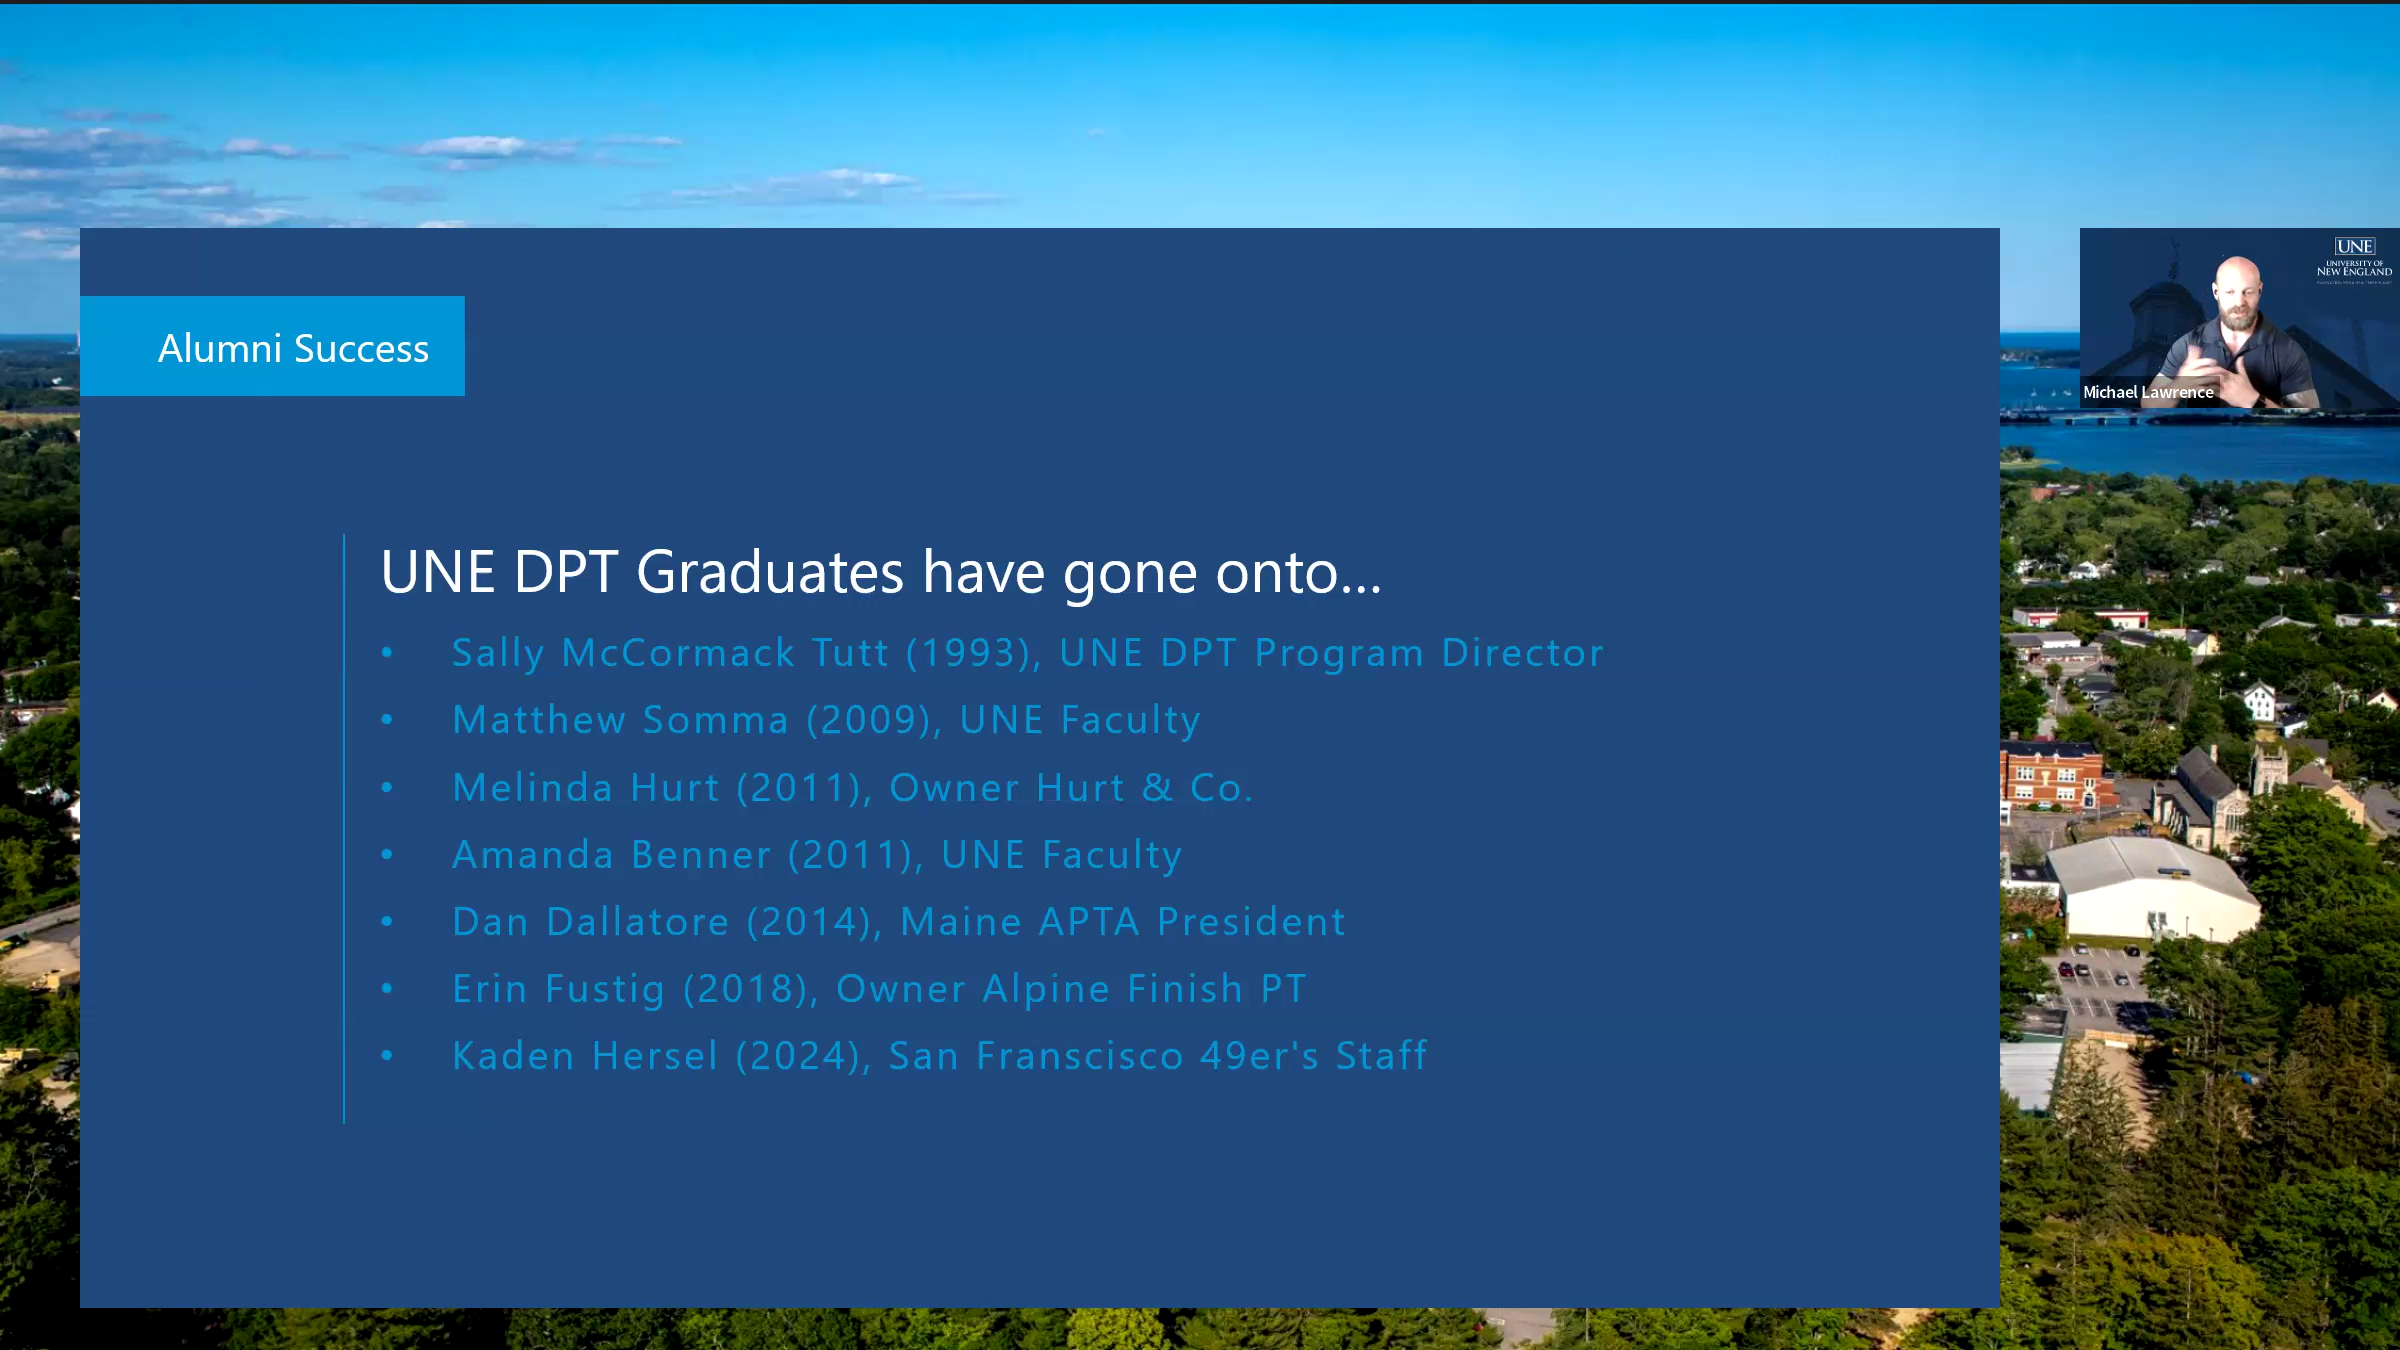 Alumni Success
UNE DPT Graduates have gone onto...
• Sally McCormack Tutt (1993), UNE DPT Program Director
• Matthew Somma (2009), UNE Faculty
• Melinda Hurt (2011), Owner Hurt & Co.
• Amanda Benner (2011), UNE Faculty
• Dan Dallatore (2014), Maine APTA President
• Erin Fustig (2018), Owner Alpine Finish PT
• Kaden Hersel (2024), San Franscisco 49er's Staff
UNE
UNIVERSITY OF
NEW ENGLAND
Michael Lawrence